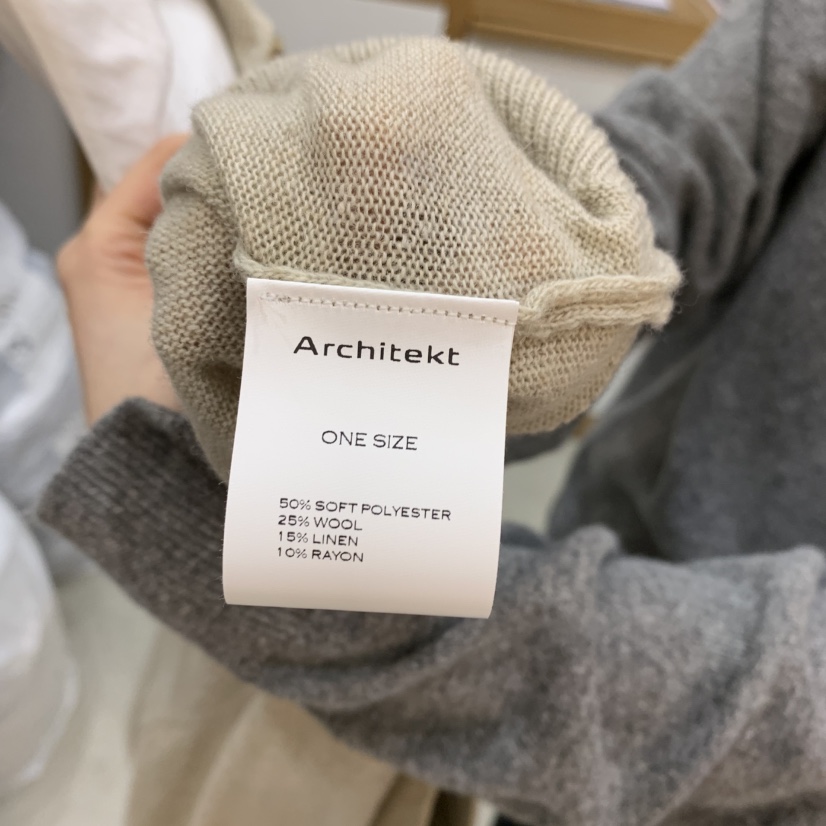 Architekt
ONE SIZE
50% SOFT POLYESTER
25% WOOL
15% LINEN
10% RAYON